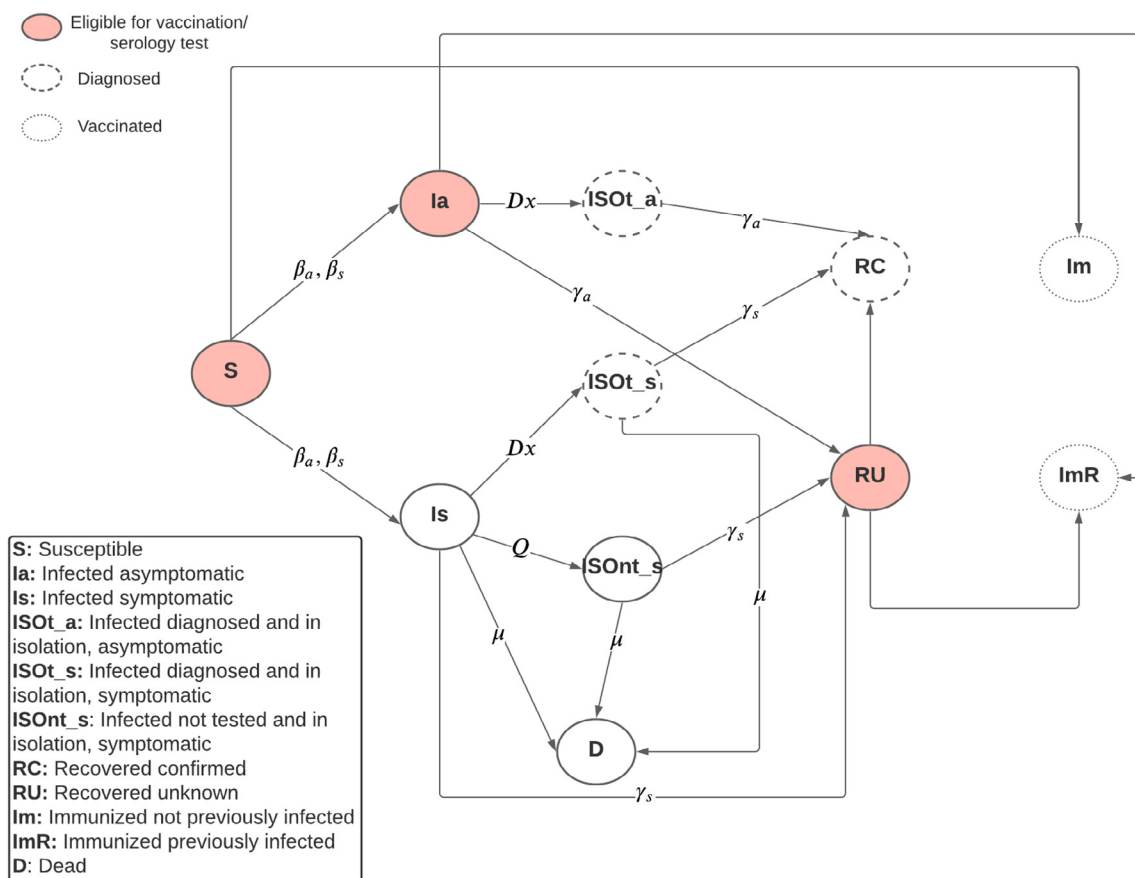 Eligible for vaccination/
serology test
Diagnosed
Vaccinated
Ia
Dx
ISOt_a
γa
RC
Im
βa, βs
γa
γs
S
ISOt_s
βa, βs
Dx
RU
ImR
Is
Q
ISOnt_s
γs
μ
μ
μ
D
γs
S: Susceptible
Ia: Infected asymptomatic
Is: Infected symptomatic
ISOt_a: Infected diagnosed and in
isolation, asymptomatic
ISOt_s: Infected diagnosed and in
isolation, symptomatic
ISOnt_s: Infected not tested and in
isolation, symptomatic
RC: Recovered confirmed
RU: Recovered unknown
Im: Immunized not previously infected
ImR: Immunized previously infected
D: Dead